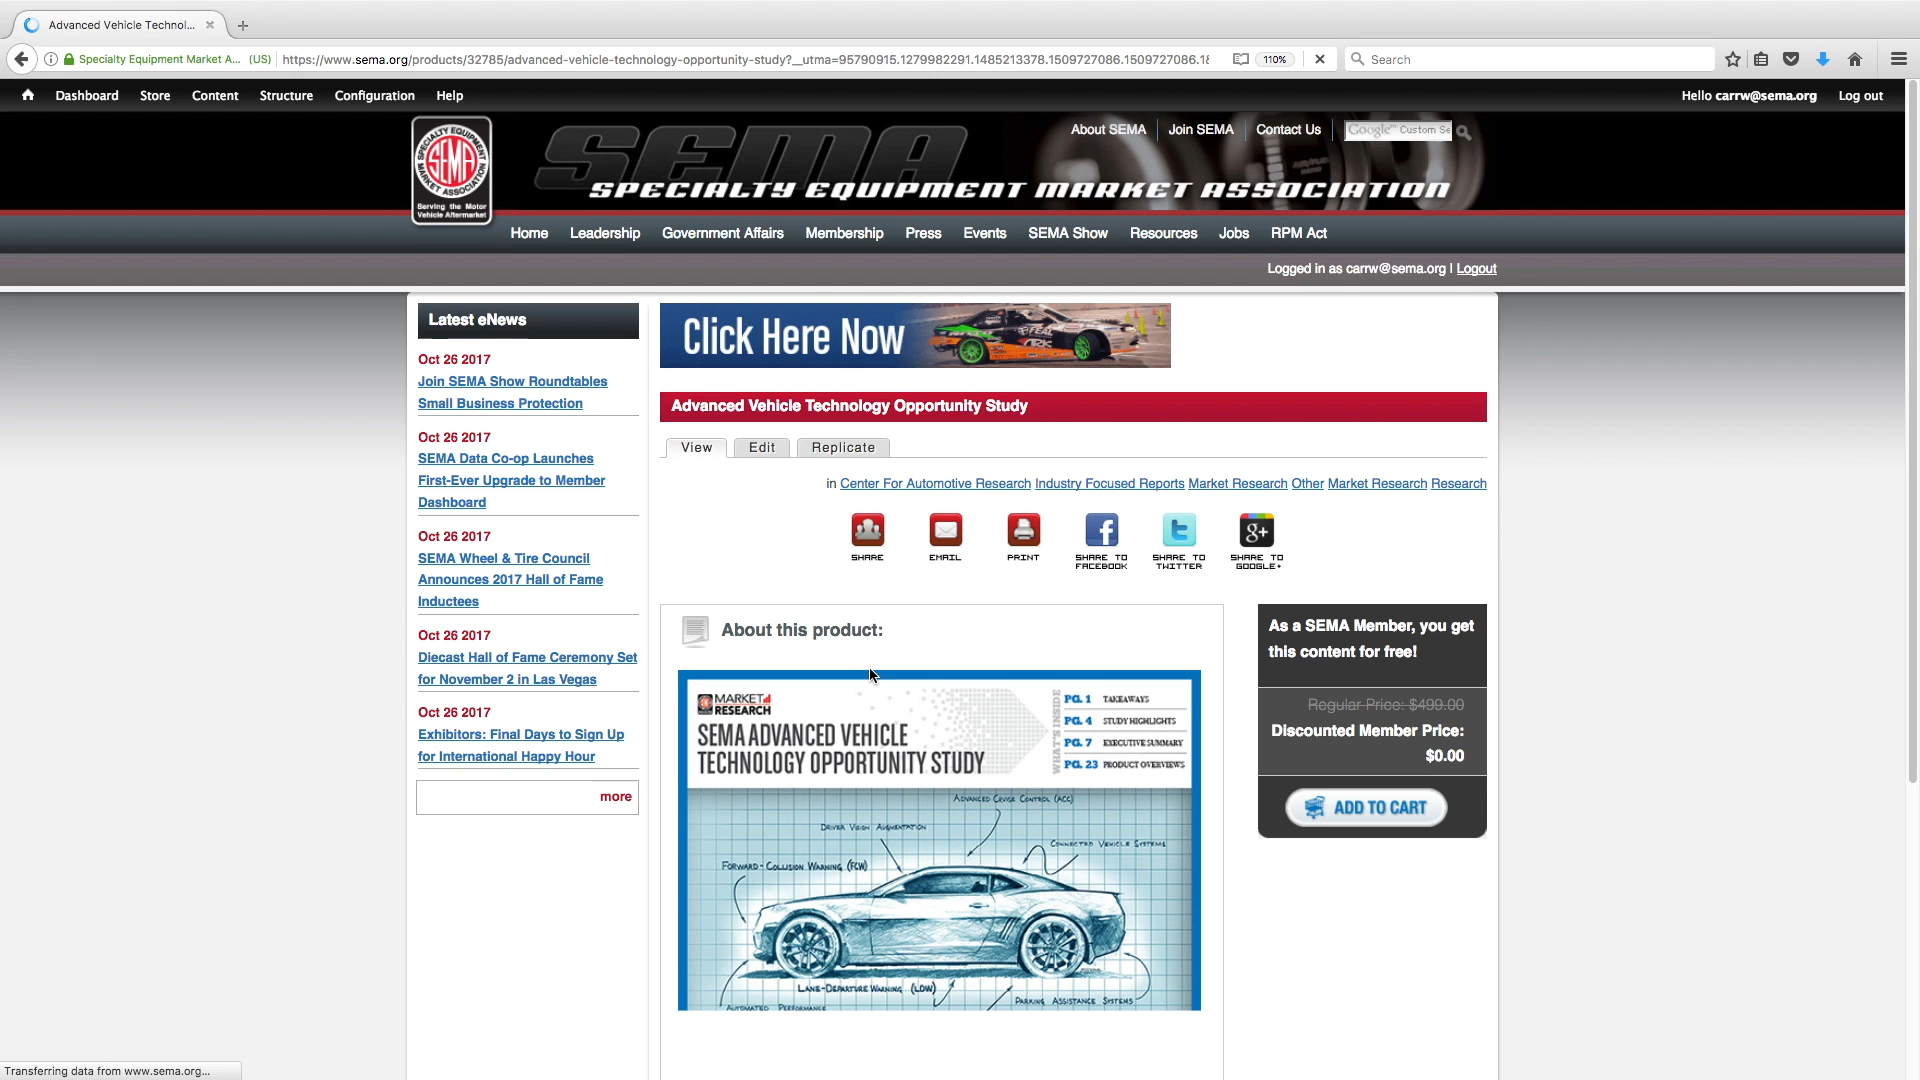 Advanced Vehicle Technol...
Specialty Equipment Market A... (US)
https://www.sema.org/products/32785/advanced-vehicle-technology-opportunity-study?__utma=95790915.1279982291.1485213378.1509727086.1509727086.18
110%
Search
Dashboard Store Content Structure Configuration Help
Hello carrw@sema.org Log out
SPECIALTY EQUIPMENT
SEMA
MARKET ASSOCIATION
Serving the Motor
Vehicle Aftermarket
SEMA
SPECIALTY EQUIPMENT MARKET ASSOCIATION
About SEMA Join SEMA Contact Us
Google™ Custom Se
Home Leadership Government Affairs Membership Press Events SEMA Show Resources Jobs RPM Act
Logged in as carrw@sema.org | Logout
Latest eNews
Oct 26 2017
Join SEMA Show Roundtables
Small Business Protection
Oct 26 2017
SEMA Data Co-op Launches
First-Ever Upgrade to Member
Dashboard
Oct 26 2017
SEMA Wheel & Tire Council
Announces 2017 Hall of Fame
Inductees
Oct 26 2017
Diecast Hall of Fame Ceremony Set
for November 2 in Las Vegas
Oct 26 2017
Exhibitors: Final Days to Sign Up
for International Happy Hour
more
Click Here Now
Advanced Vehicle Technology Opportunity Study
View Edit Replicate
in Center For Automotive Research Industry Focused Reports Market Research Other Market Research Research
SHARE
EMAIL
PRINT
SHARE TO
FACEBOOK
SHARE TO
TWITTER
SHARE TO
GOOGLE+
About this product:
MARKET
RESEARCH
SEMA ADVANCED VEHICLE
TECHNOLOGY OPPORTUNITY STUDY
WHAT'S INSIDE
PG. 1 TAKEAWAYS
PG. 4 STUDY HIGHLIGHTS
PG. 7 EXECUTIVE SUMMARY
PG. 23 PRODUCT OVERVIEWS
ADVANCED CRUISE CONTROL (ACC)
DRIVER VISION AUGMENTATION
CONNECTED VEHICLE SYSTEMS
FORWARD-COLLISION WARNING (FCW)
LANE-DEPARTURE WARNING (LDW)
PARKING ASSISTANCE SYSTEMS
AUTOMATED PERFORMANCE
As a SEMA Member, you get
this content for free!
Regular Price: $499.00
Discounted Member Price:
$0.00
ADD TO CART
Transferring data from www.sema.org...